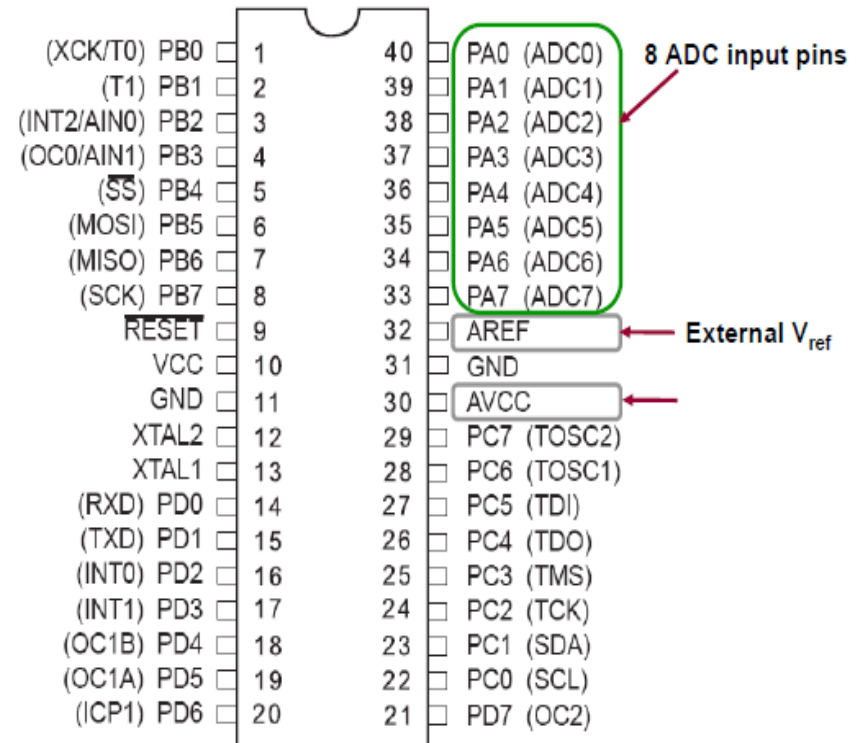 (XCK/T0) PB0 1 40 PA0 (ADC0) 8 ADC input pins
(T1) PB1 2 39 PA1 (ADC1)
(INT2/AIN0) PB2 3 38 PA2 (ADC2)
(OC0/AIN1) PB3 4 37 PA3 (ADC3)
(S̅S̅) PB4 5 36 PA4 (ADC4)
(MOSI) PB5 6 35 PA5 (ADC5)
(MISO) PB6 7 34 PA6 (ADC6)
(SCK) PB7 8 33 PA7 (ADC7)
R̅E̅S̅E̅T̅ 9 32 AREF External Vref
VCC 10 31 GND
GND 11 30 AVCC
XTAL2 12 29 PC7 (TOSC2)
XTAL1 13 28 PC6 (TOSC1)
(RXD) PD0 14 27 PC5 (TDI)
(TXD) PD1 15 26 PC4 (TDO)
(INT0) PD2 16 25 PC3 (TMS)
(INT1) PD3 17 24 PC2 (TCK)
(OC1B) PD4 18 23 PC1 (SDA)
(OC1A) PD5 19 22 PC0 (SCL)
(ICP1) PD6 20 21 PD7 (OC2)